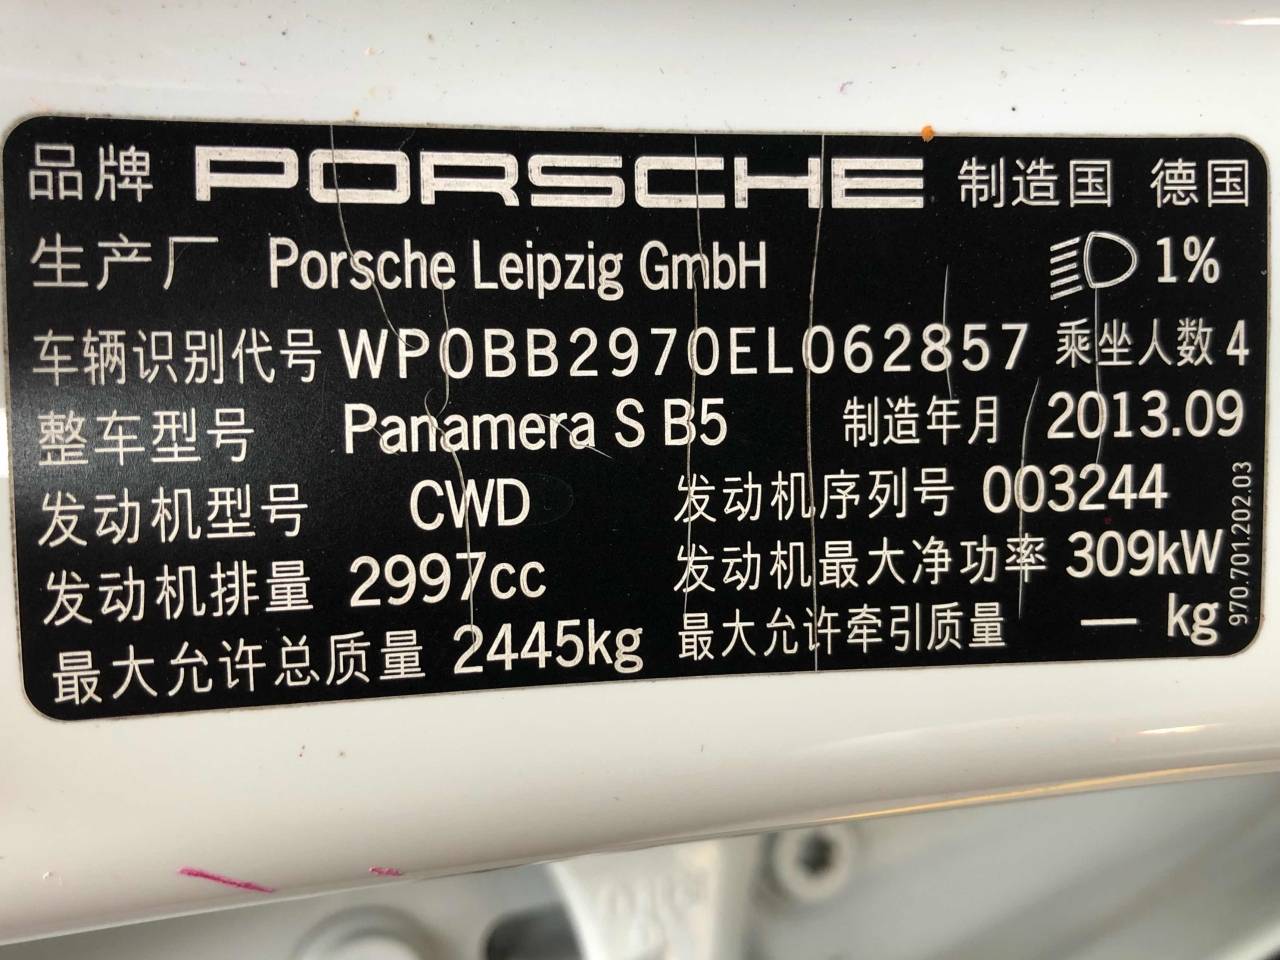 品牌 PORSCHE 制造国 德国
生产厂 Porsche Leipzig GmbH 1%
车辆识别代号 WP0BB2970EL062857 乘坐人数 4
整车型号 Panamera S B5 制造年月 2013.09
发动机型号 CWD 发动机序列号 003244
发动机排量 2997cc 发动机最大净功率 309kW
最大允许总质量 2445kg 最大允许牵引质量 — kg
970.701.202.03